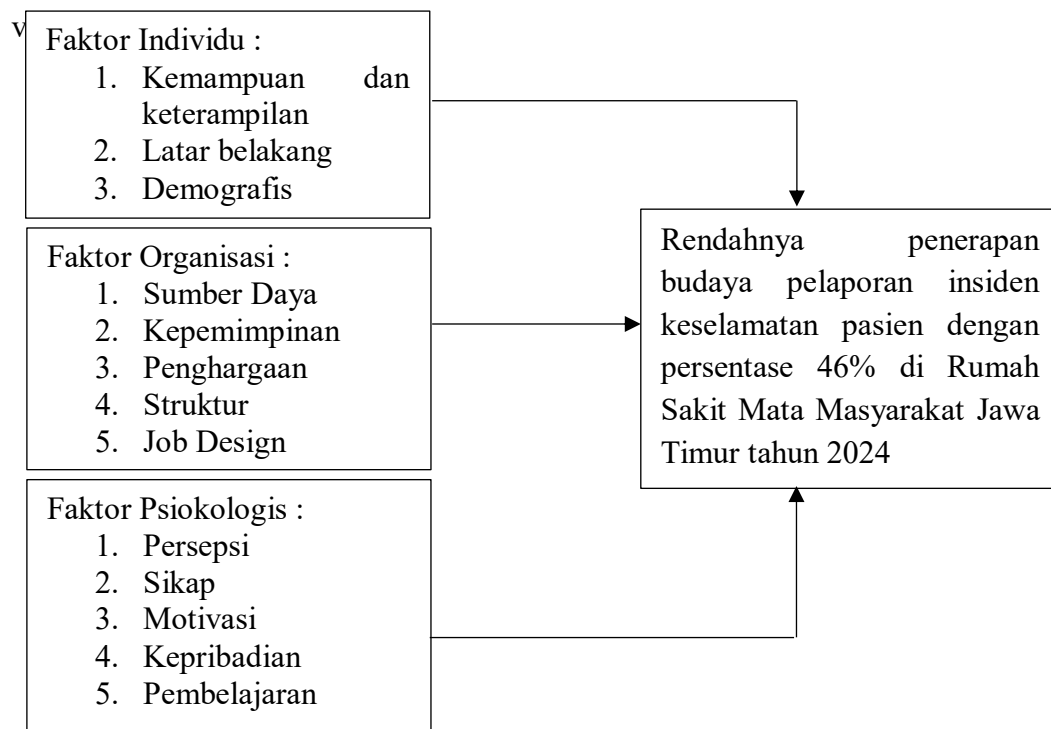 v
Faktor Individu :
1. Kemampuan dan
keterampilan
2. Latar belakang
3. Demografis
Faktor Organisasi :
1. Sumber Daya
2. Kepemimpinan
3. Penghargaan
4. Struktur
5. Job Design
Faktor Psiokologis :
1. Persepsi
2. Sikap
3. Motivasi
4. Kepribadian
5. Pembelajaran
Rendahnya penerapan
budaya pelaporan insiden
keselamatan pasien dengan
persentase 46% di Rumah
Sakit Mata Masyarakat Jawa
Timur tahun 2024